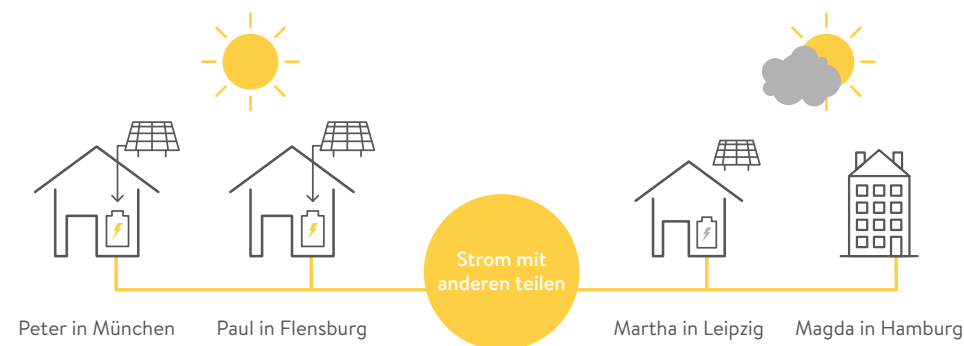 Strom mit
anderen teilen
Peter in München
Paul in Flensburg
Martha in Leipzig
Magda in Hamburg